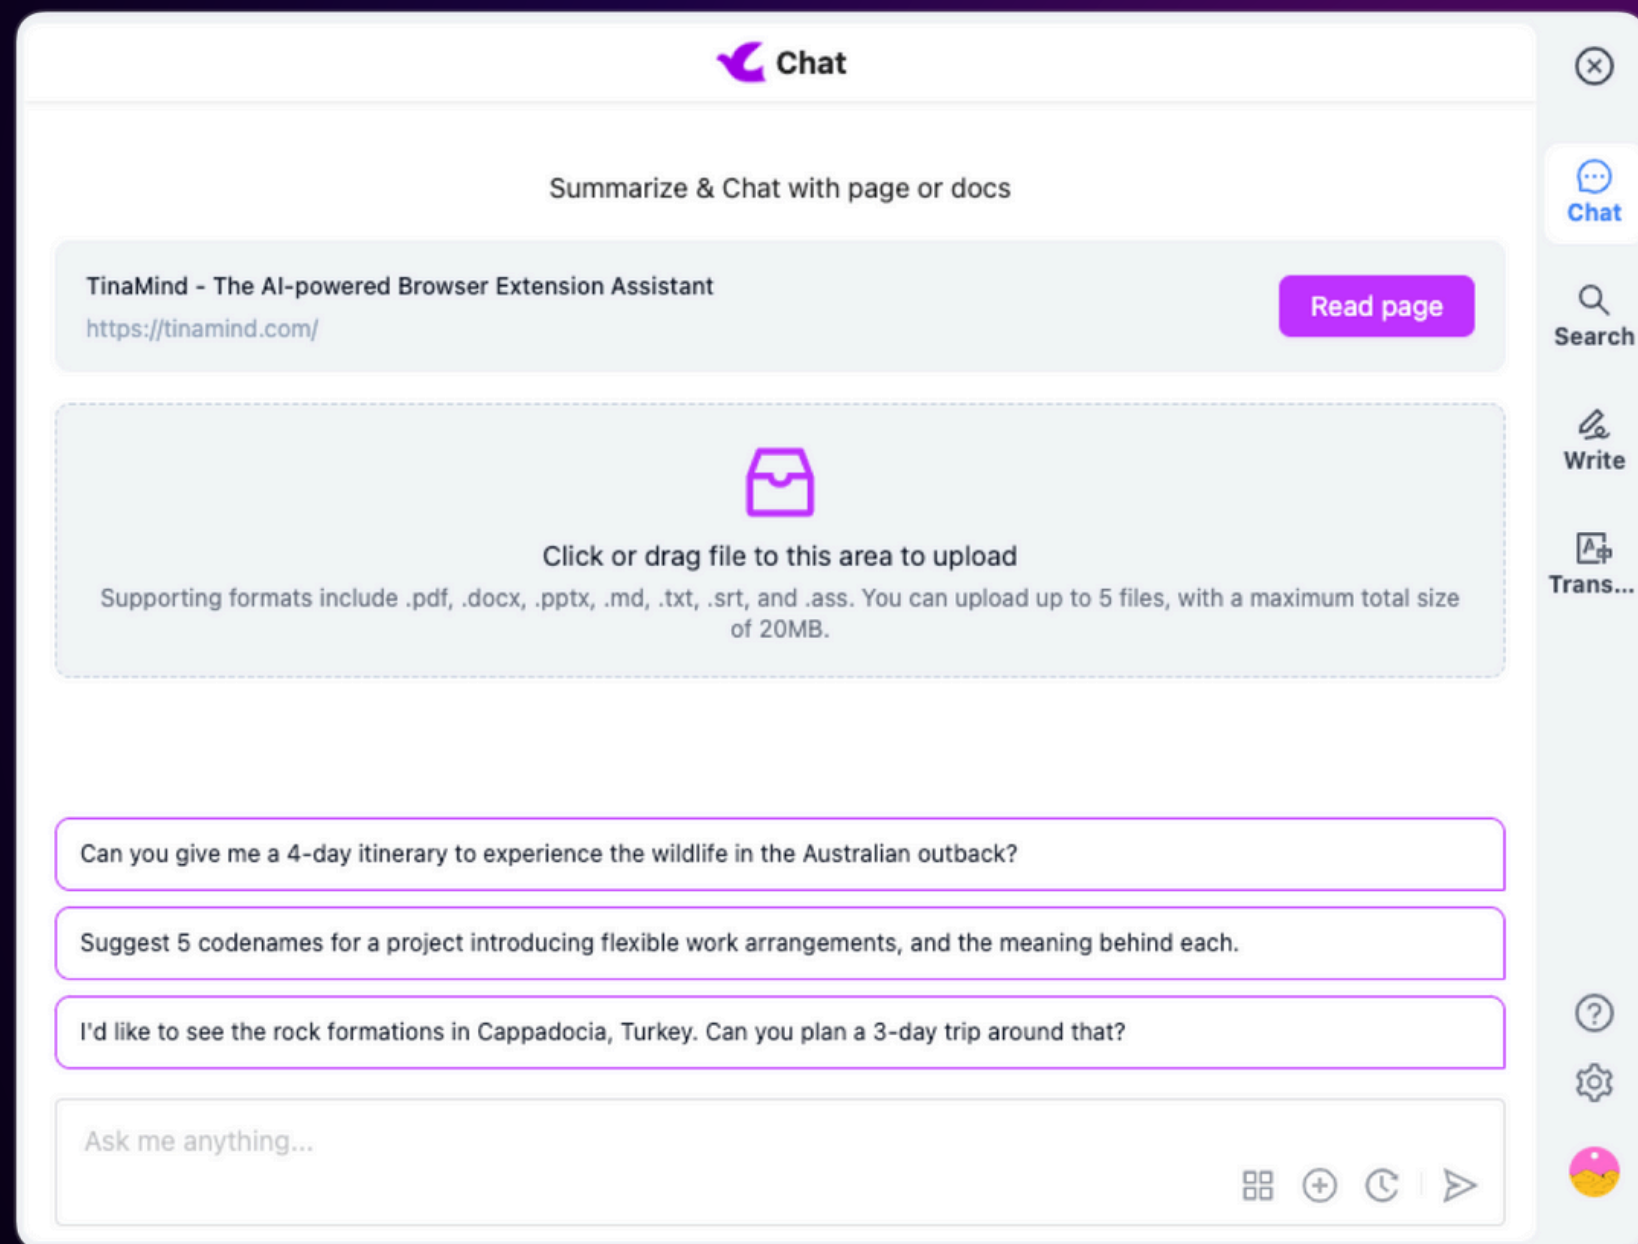 Chat
Summarize & Chat with page or docs
TinaMind - The AI-powered Browser Extension Assistant
https://tinamind.com/
Read page
Click or drag file to this area to upload
Supporting formats include .pdf, .docx, .pptx, .md, .txt, .srt, and .ass. You can upload up to 5 files, with a maximum total size
of 20MB.
Can you give me a 4-day itinerary to experience the wildlife in the Australian outback?
Suggest 5 codenames for a project introducing flexible work arrangements, and the meaning behind each.
I'd like to see the rock formations in Cappadocia, Turkey. Can you plan a 3-day trip around that?
Ask me anything...
Chat
Search
Write
Trans...